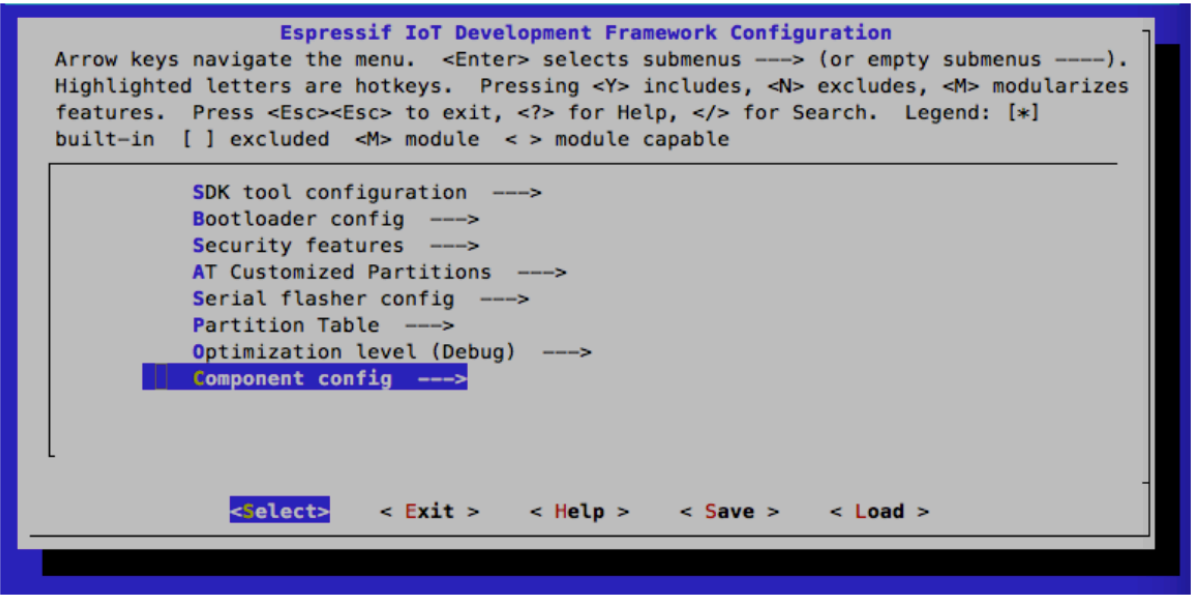 Espressif IoT Development Framework Configuration
Arrow keys navigate the menu.  <Enter> selects submenus ---> (or empty submenus ----).
Highlighted letters are hotkeys.  Pressing <Y> includes, <N> excludes, <M> modularizes
features.  Press <Esc><Esc> to exit, <?> for Help, </> for Search.  Legend: [*]
built-in  [ ] excluded  <M> module  < > module capable
SDK tool configuration  --->
Bootloader config  --->
Security features  --->
AT Customized Partitions  --->
Serial flasher config  --->
Partition Table  --->
Optimization level (Debug)  --->
Component config  --->
<Select>    < Exit >    < Help >    < Save >    < Load >